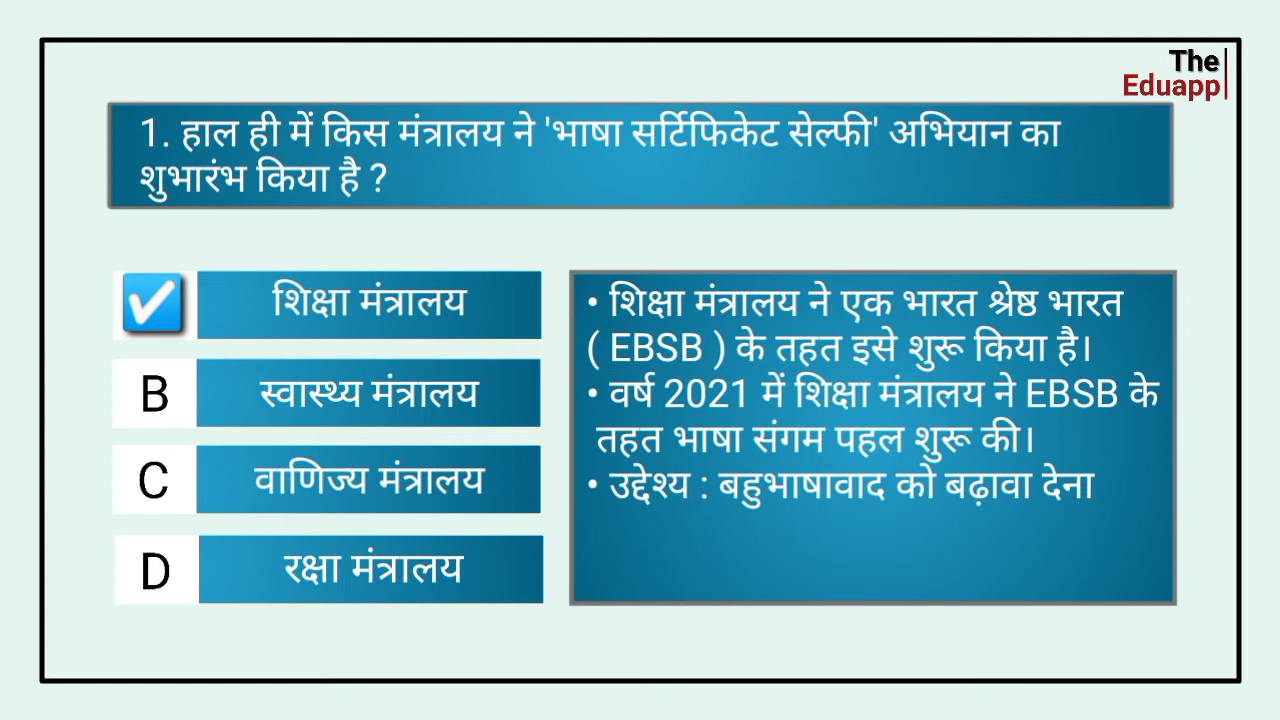 The
Eduapp
1. हाल ही में किस मंत्रालय ने 'भाषा सर्टिफिकेट सेल्फी' अभियान का
शुभारंभ किया है ?
शिक्षा मंत्रालय
B स्वास्थ्य मंत्रालय
C वाणिज्य मंत्रालय
D रक्षा मंत्रालय
• शिक्षा मंत्रालय ने एक भारत श्रेष्ठ भारत
( EBSB ) के तहत इसे शुरू किया है।
• वर्ष 2021 में शिक्षा मंत्रालय ने EBSB के
तहत भाषा संगम पहल शुरू की।
• उद्देश्य : बहुभाषावाद को बढ़ावा देना